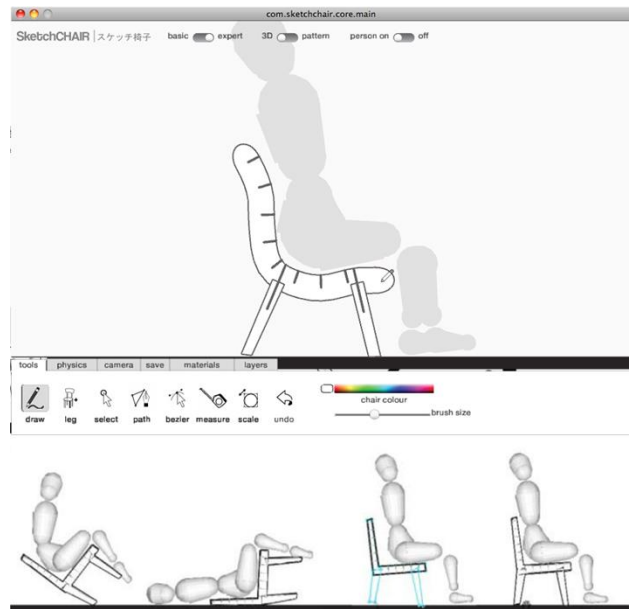 com.sketchchair.core.main
SketchCHAIR | スケッチ椅子 basic expert 3D pattern person on off
tools physics camera save materials layers
draw leg select path bezier measure scale undo
chair colour
brush size